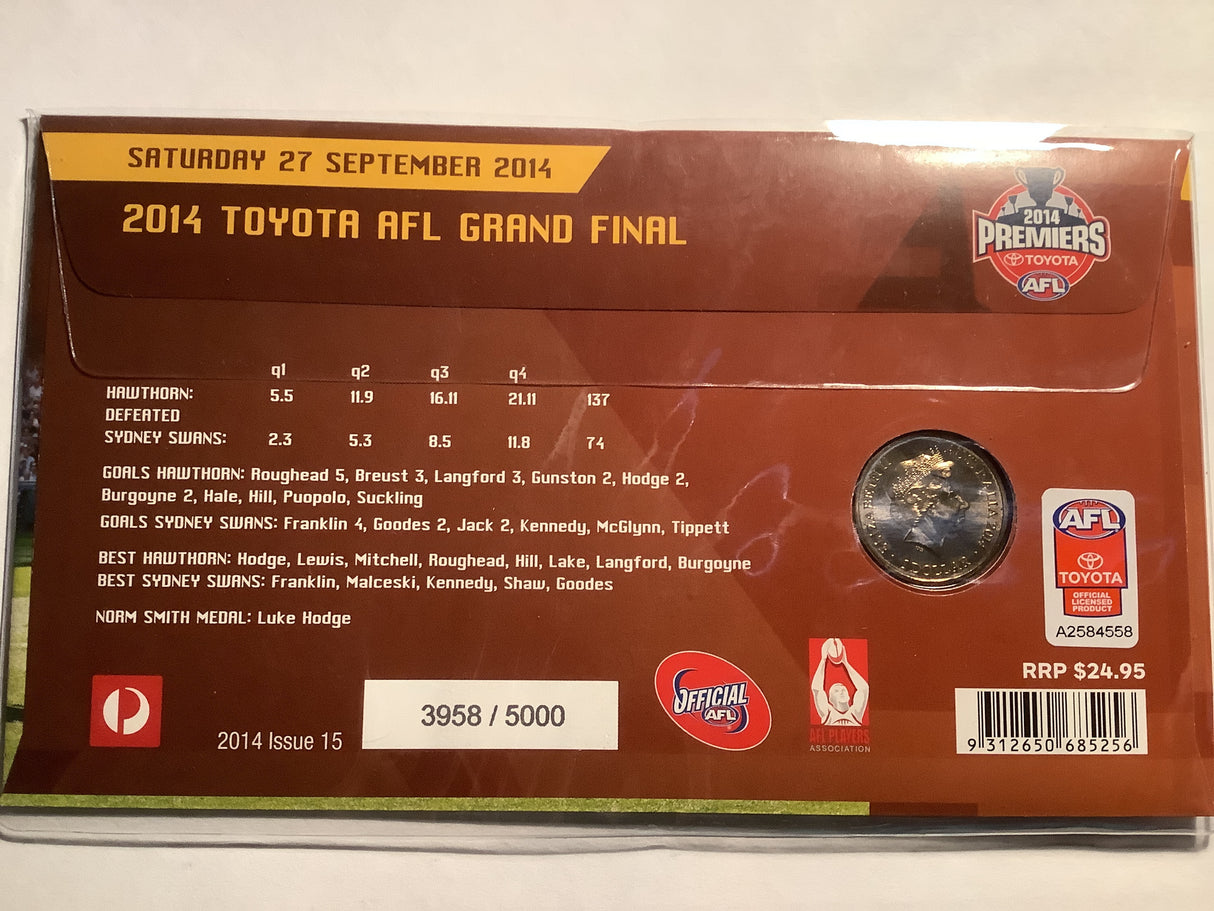 SATURDAY 27 SEPTEMBER 2014
2014 TOYOTA AFL GRAND FINAL
2014
PREMIERS
TOYOTA
AFL
q1 q2 q3 q4
HAWTHORN: 5.5 11.9 16.11 21.11 137
DEFEATED
SYDNEY SWANS: 2.3 5.3 8.5 11.8 74
GOALS HAWTHORN: Roughead 5, Breust 3, Langford 3, Gunston 2, Hodge 2,
Burgoyne 2, Hale, Hill, Puopolo, Suckling
GOALS SYDNEY SWANS: Franklin 4, Goodes 2, Jack 2, Kennedy, McGlynn, Tippett
BEST HAWTHORN: Hodge, Lewis, Mitchell, Roughead, Hill, Lake, Langford, Burgoyne
BEST SYDNEY SWANS: Franklin, Malceski, Kennedy, Shaw, Goodes
NORM SMITH MEDAL: Luke Hodge
DOLLAR
AFL
TOYOTA
OFFICIAL
LICENSED
PRODUCT
A2584558
2014 Issue 15
3958 / 5000
OFFICIAL
AFL
AFL PLAYERS
ASSOCIATION
RRP $24.95
9 312650 685256